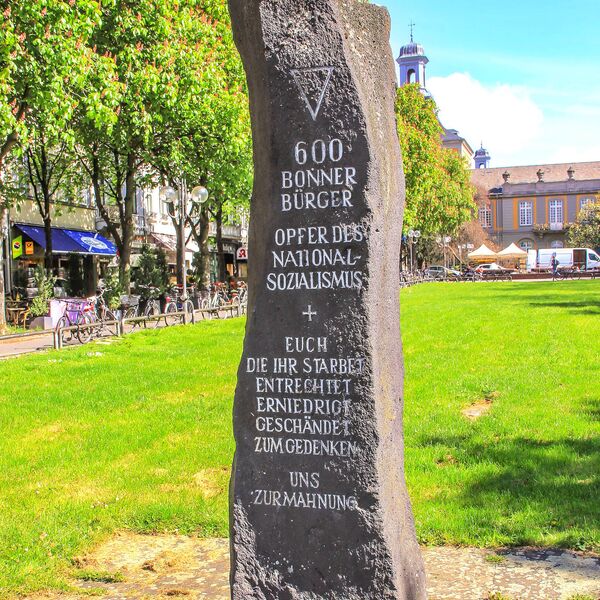 600
BONNER
BÜRGER
OPFER DES
NATIONAL-
SOZIALISMUS
+
EUCH
DIE IHR STARBET
ENTRECHTET
ERNIEDRIGT
GESCHÄNDET
ZUM GEDENKEN
UNS
ZUR MAHNUNG